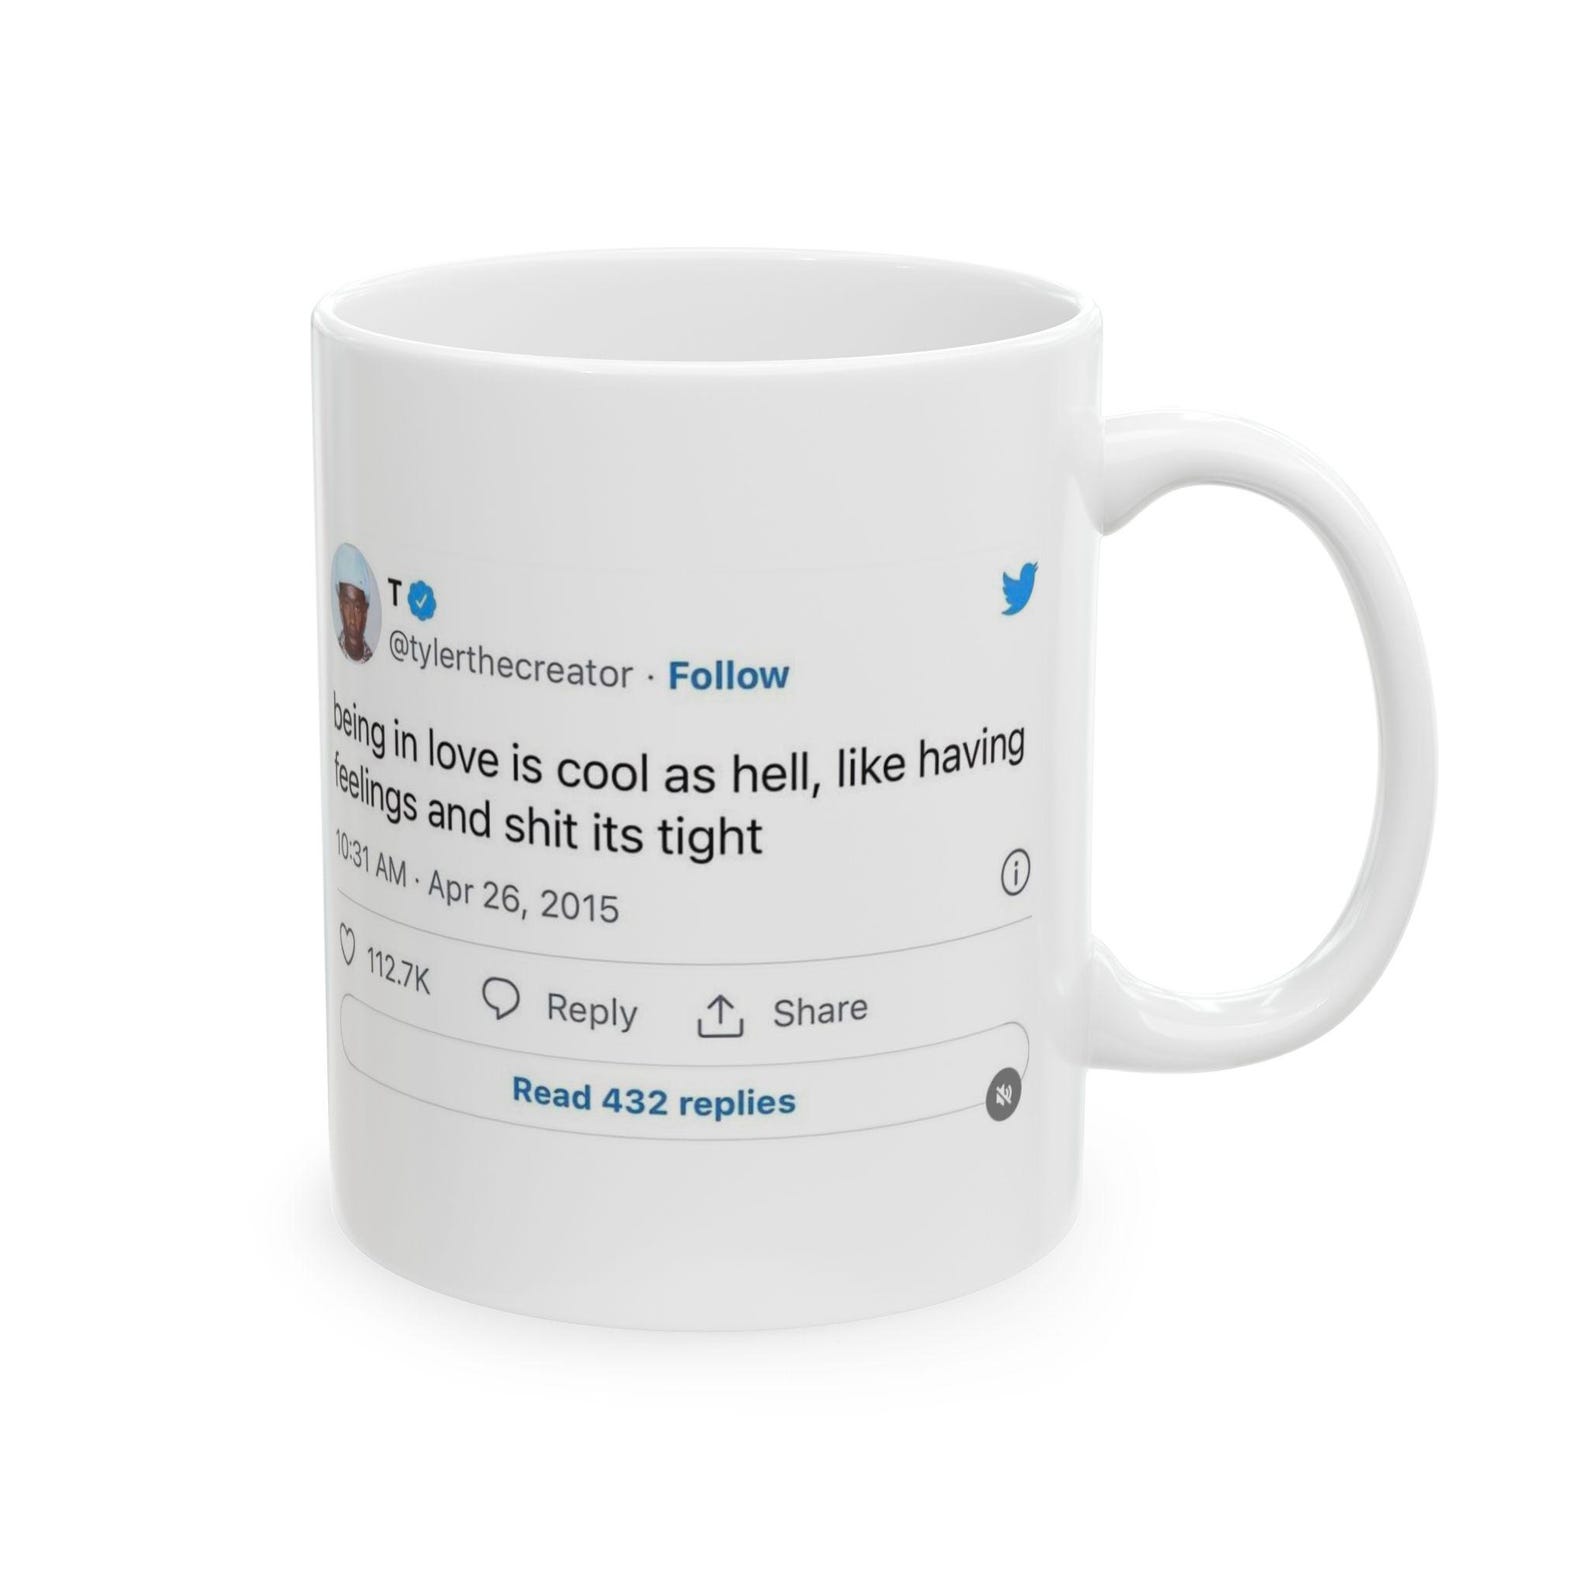 T
@tylerthecreator · Follow
being in love is cool as hell, like having
feelings and shit its tight
10:31 AM · Apr 26, 2015
112.7K Reply Share
Read 432 replies